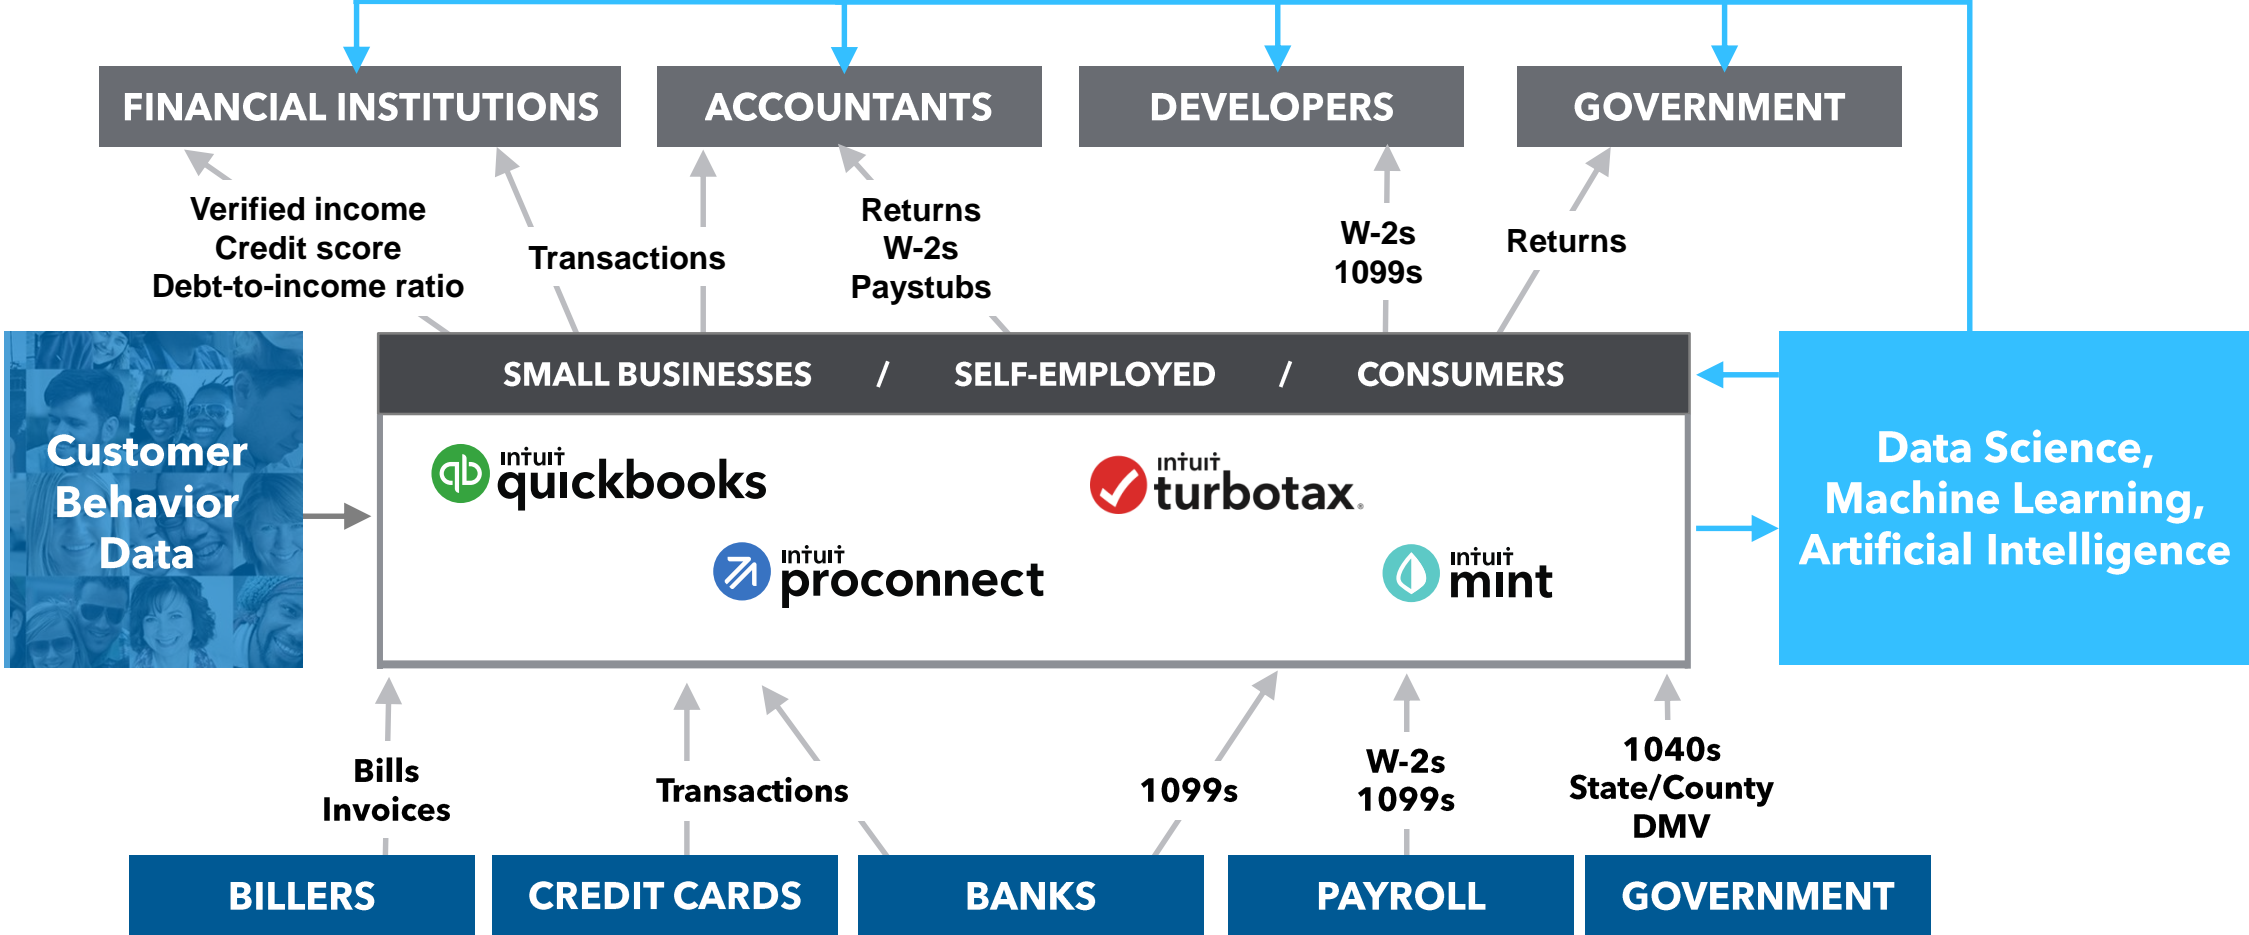 FINANCIAL INSTITUTIONS
ACCOUNTANTS
DEVELOPERS
GOVERNMENT
Verified income
Credit score
Debt-to-income ratio
Transactions
Returns
W-2s
Paystubs
W-2s
1099s
Returns
Customer
Behavior
Data
SMALL BUSINESSES / SELF-EMPLOYED / CONSUMERS
intuit
quickbooks
intuit
turbotax®
intuit
proconnect
intuit
mint
Data Science,
Machine Learning,
Artificial Intelligence
Bills
Invoices
Transactions
1099s
W-2s
1099s
1040s
State/County
DMV
BILLERS
CREDIT CARDS
BANKS
PAYROLL
GOVERNMENT